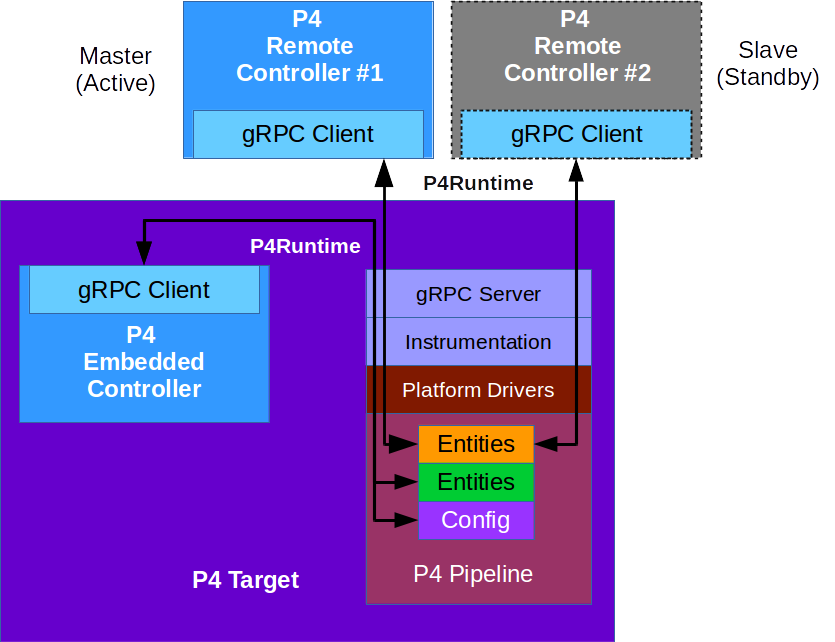 P4
Remote
Controller #1
P4
Remote
Controller #2
Master
(Active)
Slave
(Standby)
gRPC Client
gRPC Client
P4Runtime
P4Runtime
gRPC Client
P4
Embedded
Controller
gRPC Server
Instrumentation
Platform Drivers
Entities
Entities
Config
P4 Pipeline
P4 Target